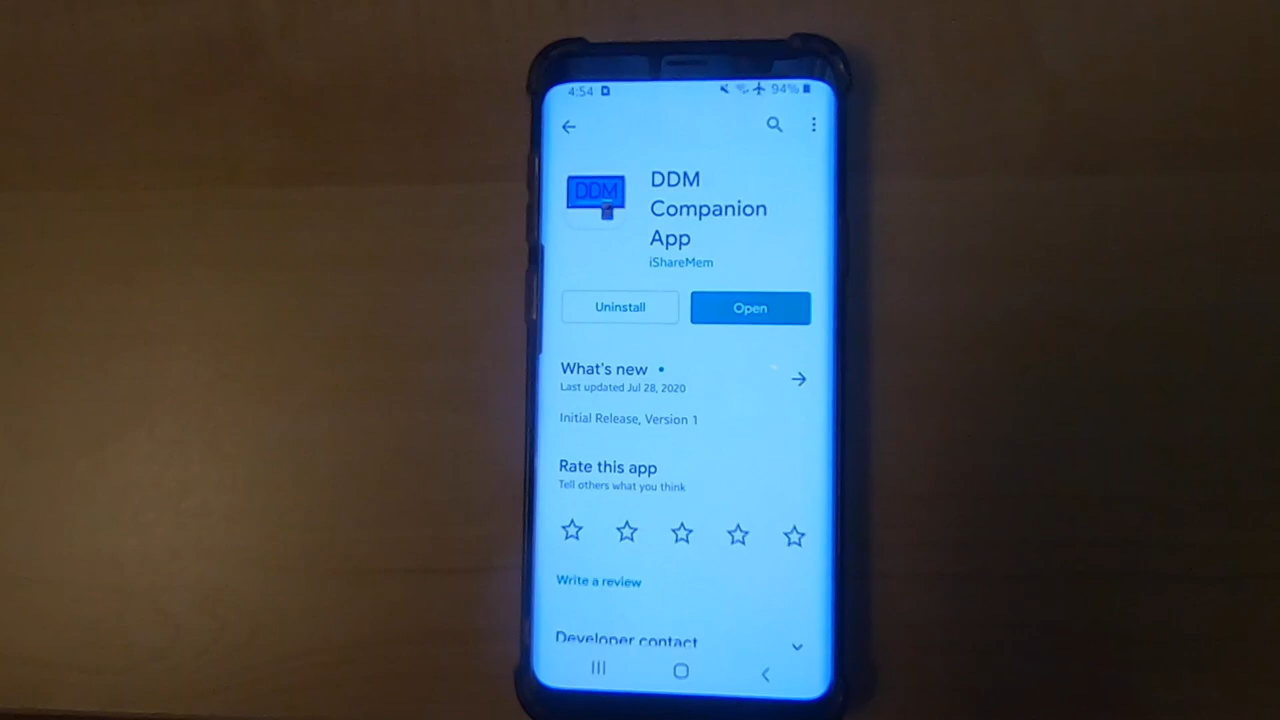 4:54 94%
DDM
DDM
Companion
App
iShareMem
Uninstall Open
What's new •
Last updated Jul 28, 2020
Initial Release, Version 1
Rate this app
Tell others what you think
Write a review
Developer contact